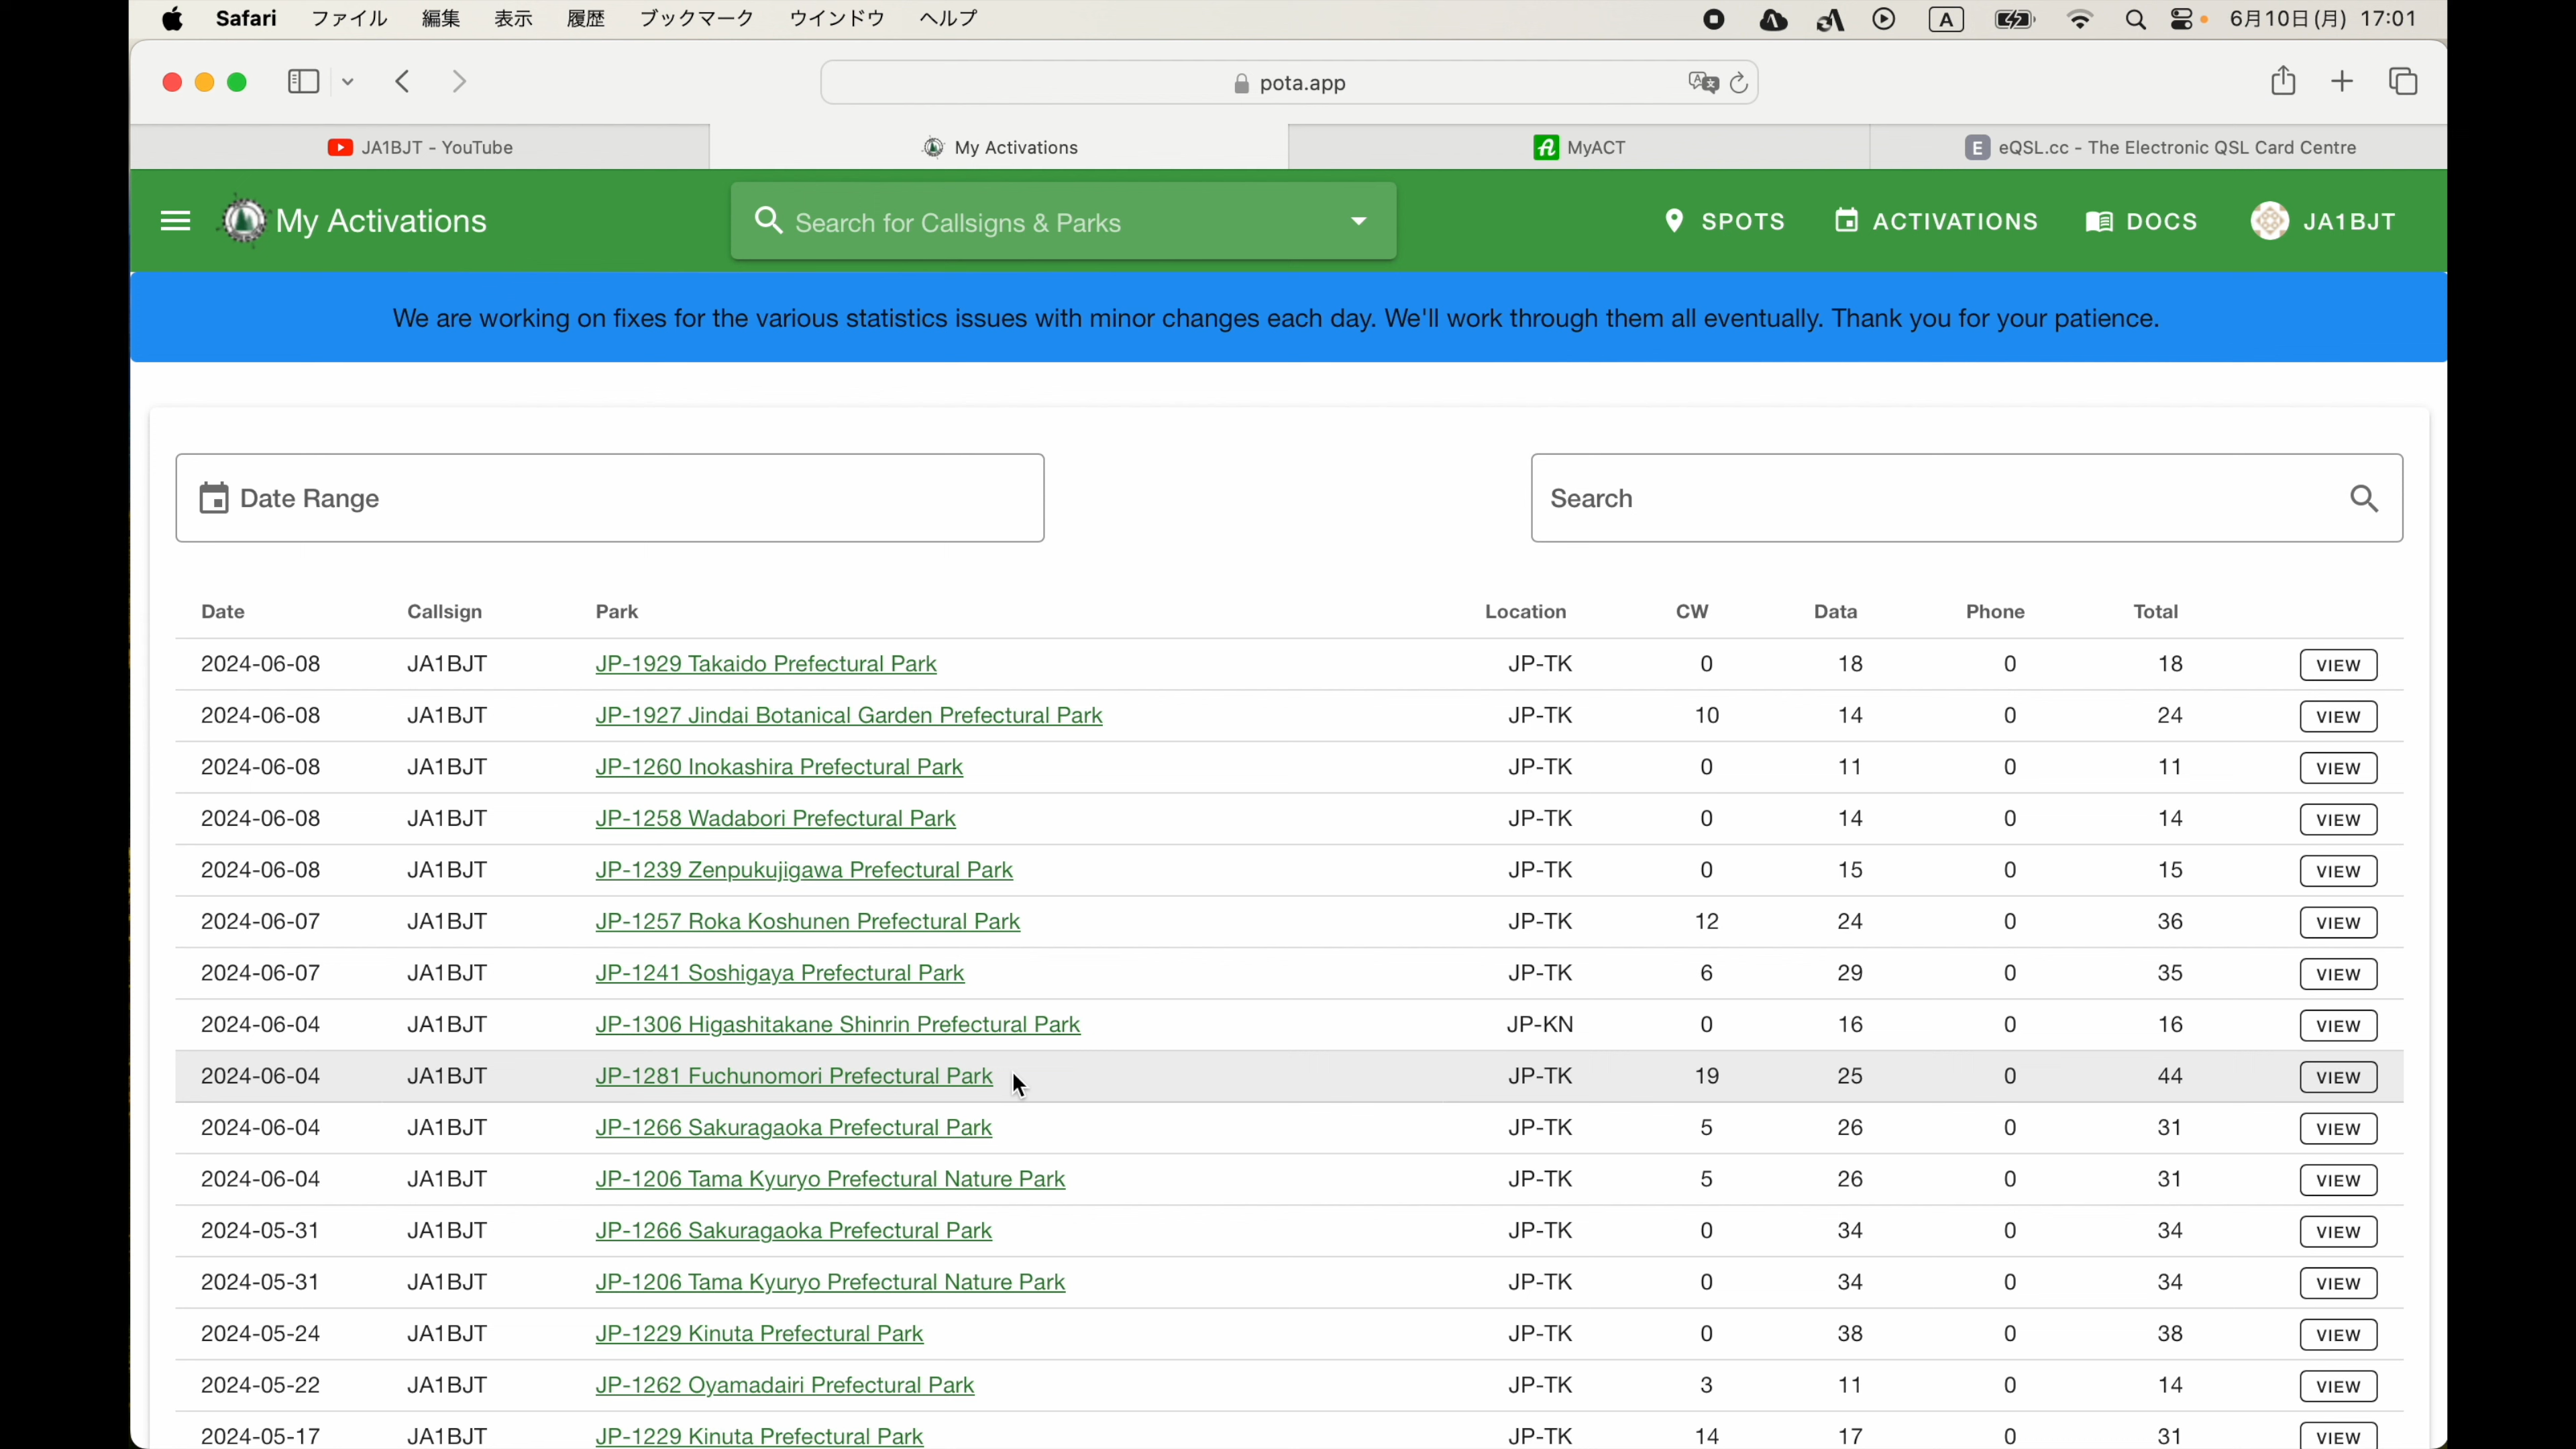 Safari ファイル 編集 表示 履歴 ブックマーク ウインドウ ヘルプ A 6月10日(月) 17:01
pota.app
JA1BJT - YouTube My Activations MyACT E eQSL.cc - The Electronic QSL Card Centre
My Activations Search for Callsigns & Parks SPOTS ACTIVATIONS DOCS JA1BJT
We are working on fixes for the various statistics issues with minor changes each day. We'll work through them all eventually. Thank you for your patience.
Date Range Search
Date Callsign Park Location CW Data Phone Total
2024-06-08 JA1BJT JP-1929 Takaido Prefectural Park JP-TK 0 18 0 18 VIEW
2024-06-08 JA1BJT JP-1927 Jindai Botanical Garden Prefectural Park JP-TK 10 14 0 24 VIEW
2024-06-08 JA1BJT JP-1260 Inokashira Prefectural Park JP-TK 0 11 0 11 VIEW
2024-06-08 JA1BJT JP-1258 Wadabori Prefectural Park JP-TK 0 14 0 14 VIEW
2024-06-08 JA1BJT JP-1239 Zenpukujigawa Prefectural Park JP-TK 0 15 0 15 VIEW
2024-06-07 JA1BJT JP-1257 Roka Koshunen Prefectural Park JP-TK 12 24 0 36 VIEW
2024-06-07 JA1BJT JP-1241 Soshigaya Prefectural Park JP-TK 6 29 0 35 VIEW
2024-06-04 JA1BJT JP-1306 Higashitakane Shinrin Prefectural Park JP-KN 0 16 0 16 VIEW
2024-06-04 JA1BJT JP-1281 Fuchunomori Prefectural Park JP-TK 19 25 0 44 VIEW
2024-06-04 JA1BJT JP-1266 Sakuragaoka Prefectural Park JP-TK 5 26 0 31 VIEW
2024-06-04 JA1BJT JP-1206 Tama Kyuryo Prefectural Nature Park JP-TK 5 26 0 31 VIEW
2024-05-31 JA1BJT JP-1266 Sakuragaoka Prefectural Park JP-TK 0 34 0 34 VIEW
2024-05-31 JA1BJT JP-1206 Tama Kyuryo Prefectural Nature Park JP-TK 0 34 0 34 VIEW
2024-05-24 JA1BJT JP-1229 Kinuta Prefectural Park JP-TK 0 38 0 38 VIEW
2024-05-22 JA1BJT JP-1262 Oyamadairi Prefectural Park JP-TK 3 11 0 14 VIEW
2024-05-17 JA1BJT JP-1229 Kinuta Prefectural Park JP-TK 14 17 0 31 VIEW